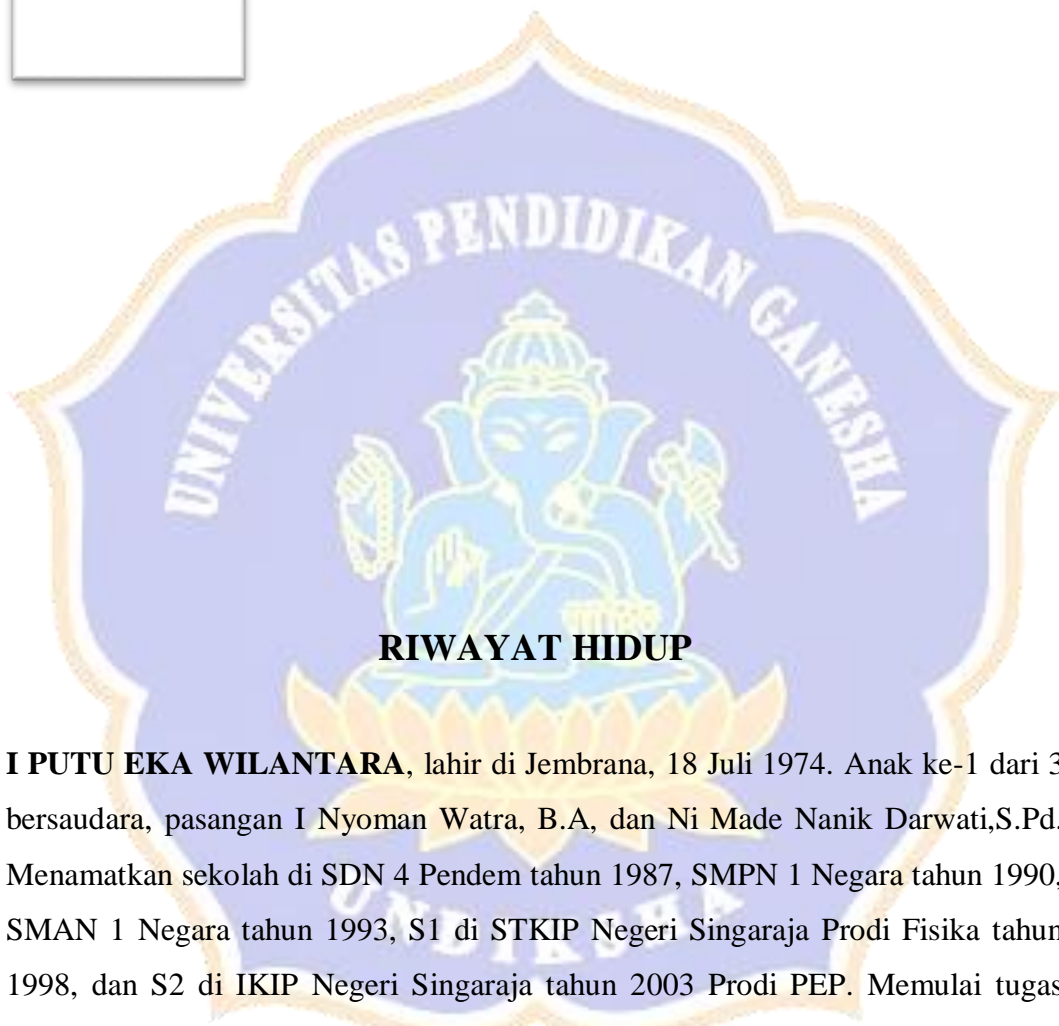 UNIVERSITAS PENDIDIKAN GANESHA
RIWAYAT HIDUP
I PUTU EKA WILANTARA, lahir di Jembrana, 18 Juli 1974. Anak ke-1 dari 3
bersaudara, pasangan I Nyoman Watra, B.A, dan Ni Made Nanik Darwati,S.Pd.
Menamatkan sekolah di SDN 4 Pendem tahun 1987, SMPN 1 Negara tahun 1990,
SMAN 1 Negara tahun 1993, S1 di STKIP Negeri Singaraja Prodi Fisika tahun
UNDIKSHA
1998, dan S2 di IKIP Negeri Singaraja tahun 2003 Prodi PEP. Memulai tugas